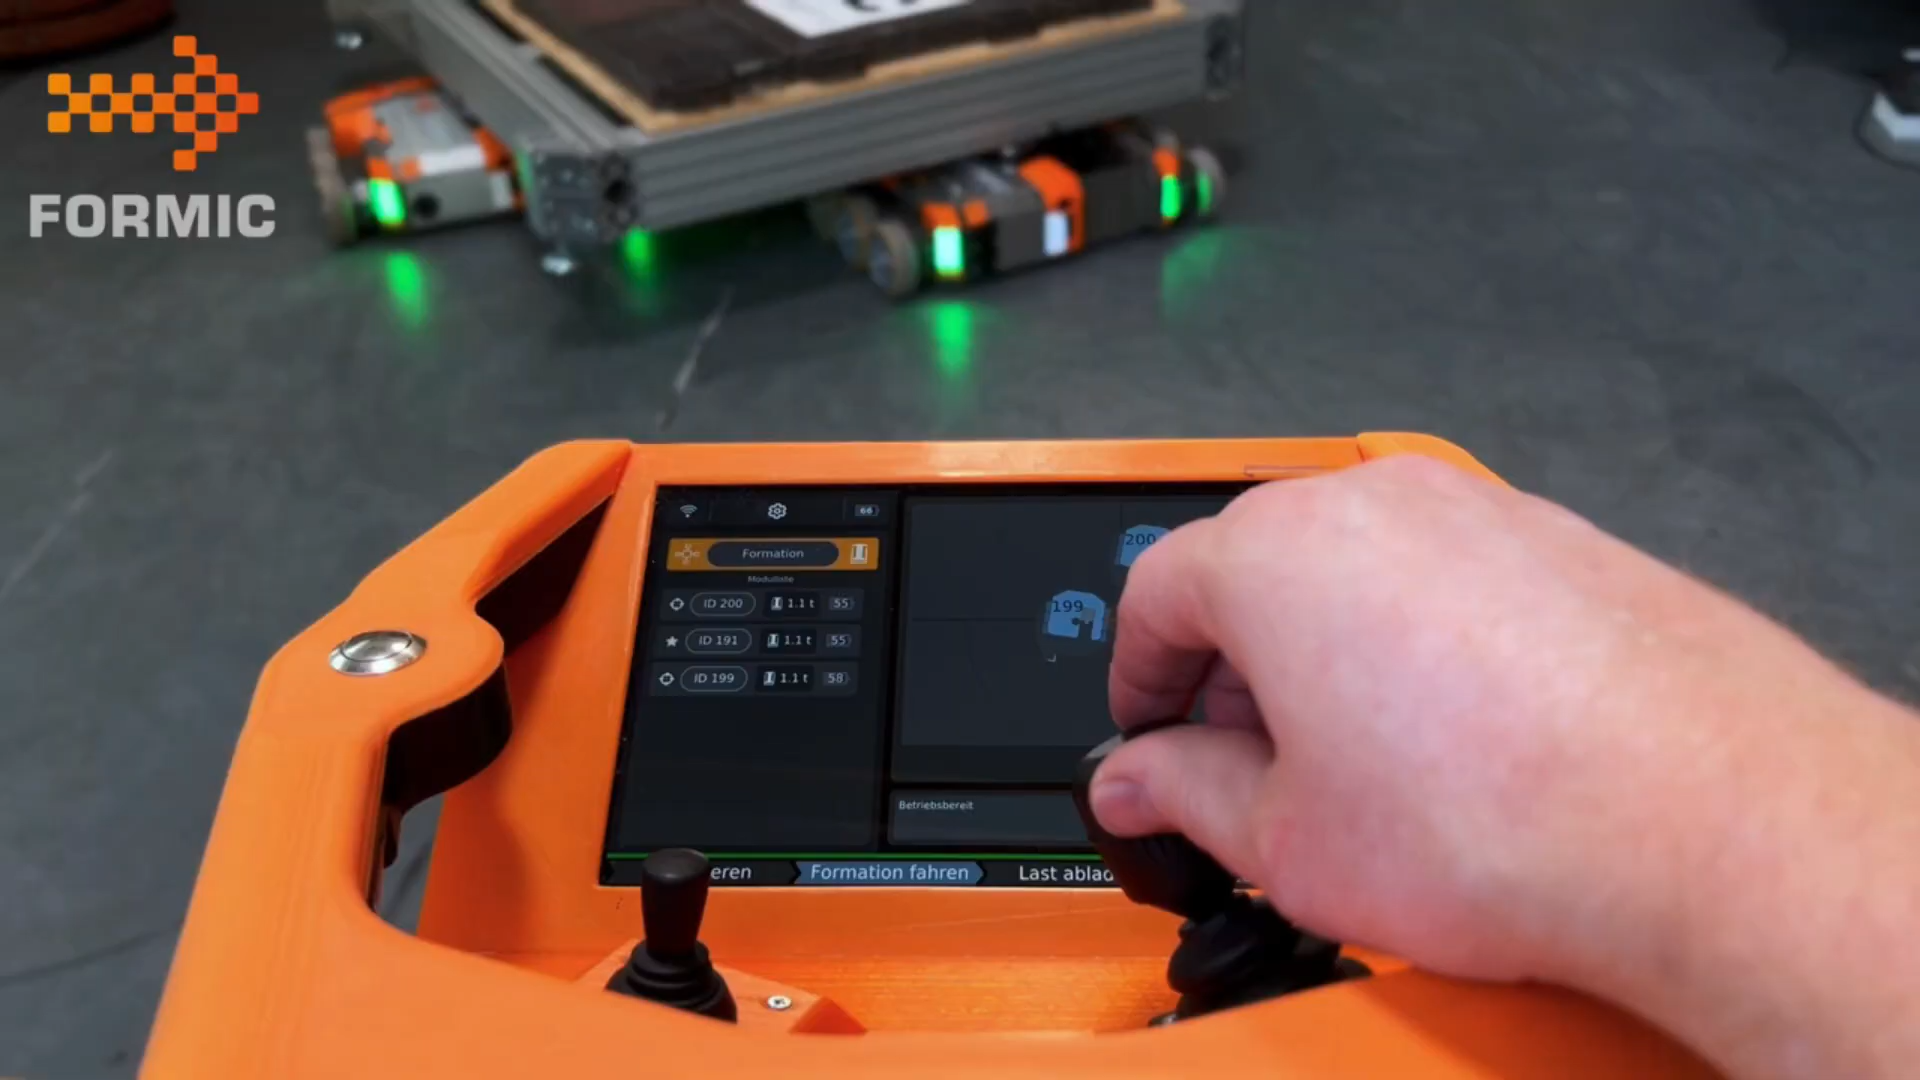 FORMIC
66
Formation
Modulliste
ID 200 1.1 t 55
ID 191 1.1 t 55
ID 199 1.1 t 58
200
199
Betriebsbereit
eren Formation fahren Last ablad